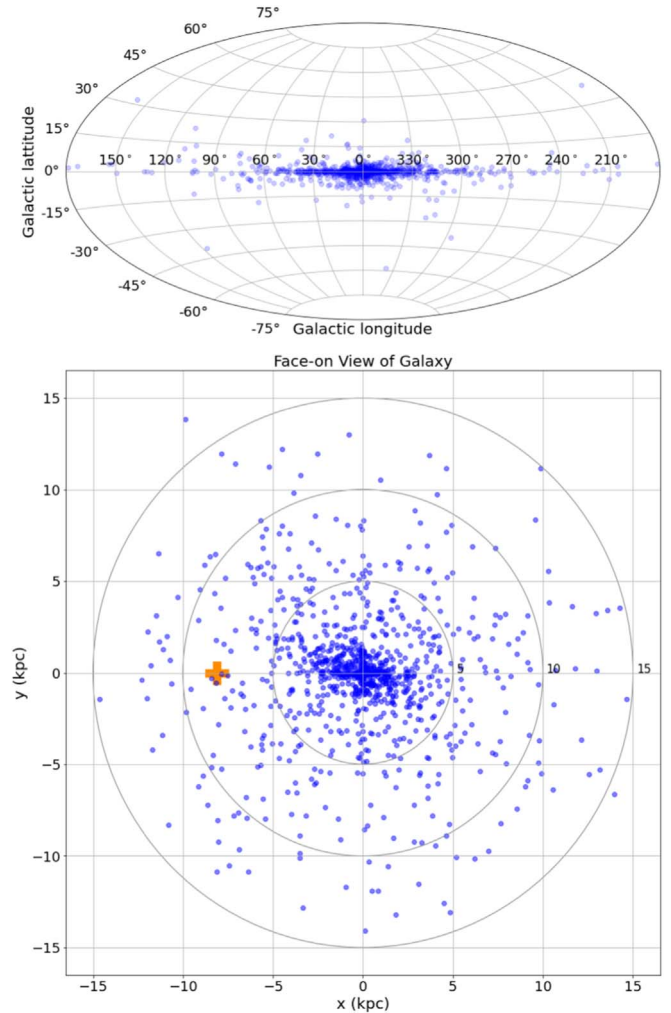 75°
60°
45°
30°
15°
Galactic lattitude
0°
150° 120° 90° 60° 30° 0° 330° 300° 270° 240° 210°
-15°
-30°
-45°
-60°
-75° Galactic longitude
Face-on View of Galaxy
15
10
5
0
5 10 15
−5
−10
−15
y (kpc)
−15 −10 −5 0 5 10 15
x (kpc)